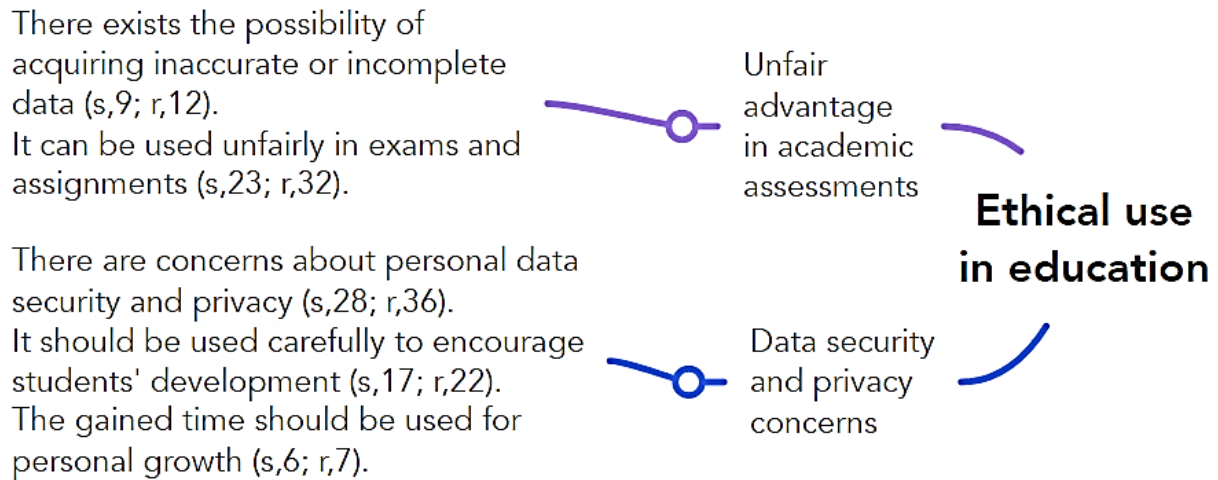 There exists the possibility of
acquiring inaccurate or incomplete
data (s,9; r,12).
It can be used unfairly in exams and
assignments (s,23; r,32).
Unfair
advantage
in academic
assessments
There are concerns about personal data
security and privacy (s,28; r,36).
It should be used carefully to encourage
students' development (s,17; r,22).
The gained time should be used for
personal growth (s,6; r,7).
Data security
and privacy
concerns
Ethical use
in education